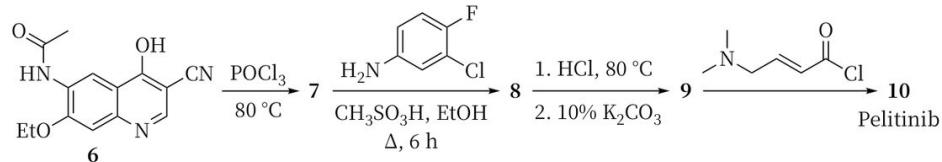 O
HN
OH
CN
EtO
N
6
POCl₃
80 °C
7
F
H₂N
Cl
CH₃SO₃H, EtOH
Δ, 6 h
8
1. HCl, 80 °C
2. 10% K₂CO₃
9
N
O
Cl
10
Pelitinib